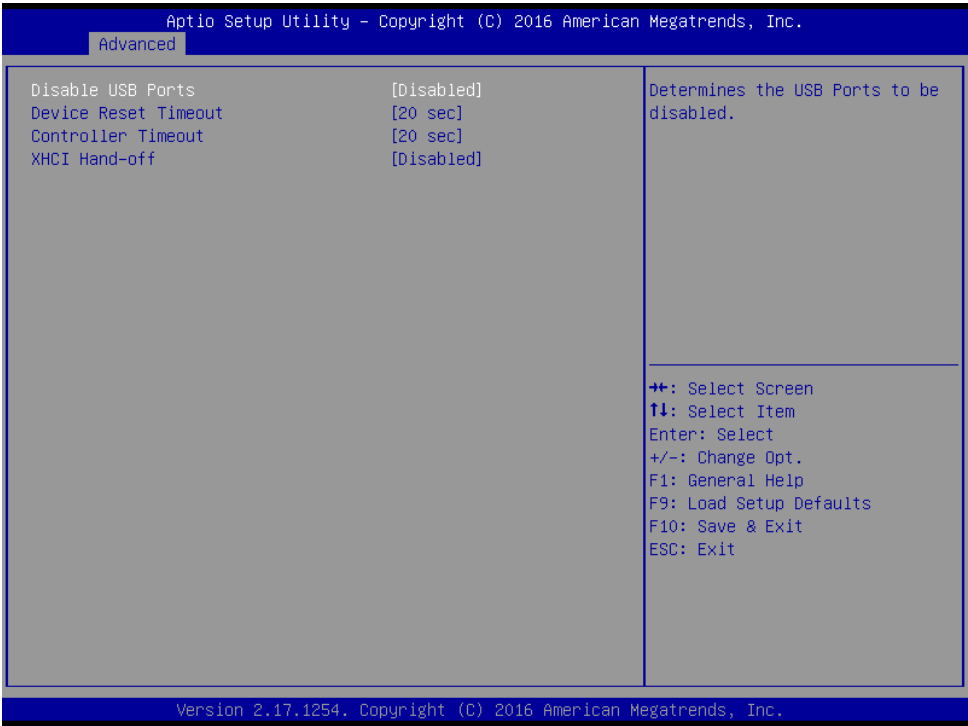 Aptio Setup Utility – Copyright (C) 2016 American Megatrends, Inc.
Advanced
Disable USB Ports [Disabled]
Device Reset Timeout [20 sec]
Controller Timeout [20 sec]
XHCI Hand-off [Disabled]
Determines the USB Ports to be
disabled.
→←: Select Screen
↑↓: Select Item
Enter: Select
+/-: Change Opt.
F1: General Help
F9: Load Setup Defaults
F10: Save & Exit
ESC: Exit
Version 2.17.1254. Copyright (C) 2016 American Megatrends, Inc.